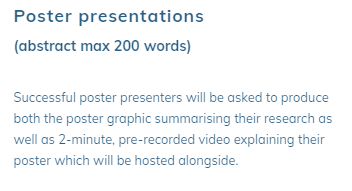 Poster presentations
(abstract max 200 words)
Successful poster presenters will be asked to produce
both the poster graphic summarising their research as
well as 2-minute, pre-recorded video explaining their
poster which will be hosted alongside.